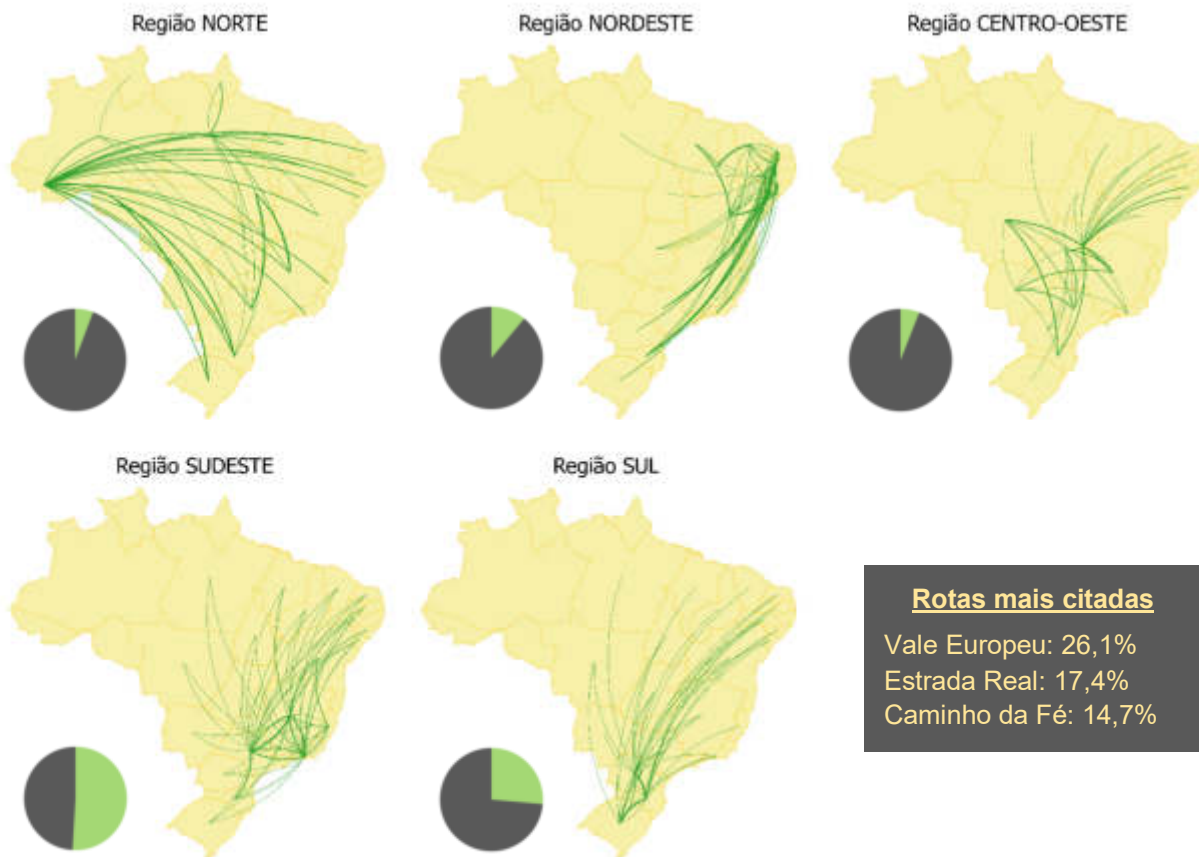 Região NORTE
Região NORDESTE
Região CENTRO-OESTE
Região SUDESTE
Região SUL
Rotas mais citadas
Vale Europeu: 26,1%
Estrada Real: 17,4%
Caminho da Fé: 14,7%